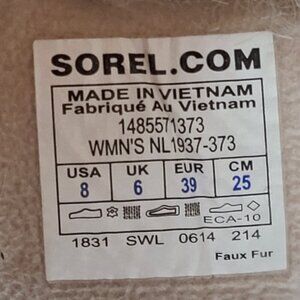 SOREL.COM
MADE IN VIETNAM
Fabriqué Au Vietnam
1485571373
WMN'S NL1937-373
USA UK EUR CM
8 6 39 25
ECA-10
1831 SWL 0614 214
Faux Fur